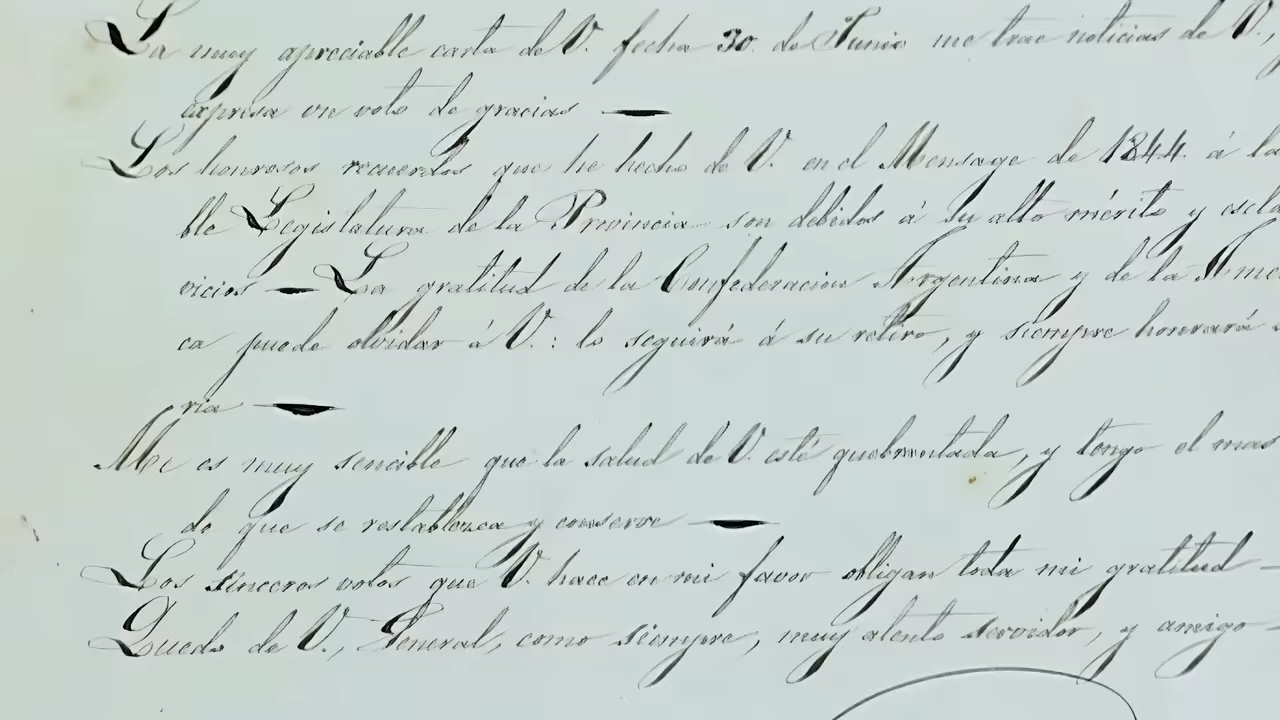 La muy apreciable carta de V. fecha 30 de Junio me trae noticias de V.,
expresa un voto de gracias —
Los honrosos recuerdos que he hecho de V. en el Mensage de 1844 á la
ble Legislatura de la Provincia son debidos á su alto mérito y escla
vicios — La gratitud de la Confederacion Argentina y de la Ame
ca puede olvidar á V.: lo seguirá á su retiro, y siempre honrará
ria —
Me es muy sencible que la salud de V. esté quebrantada, y tengo el mas
do que se restablezca y conserve —
Los sinceros votos que V. hace en mi favor obligan toda mi gratitud —
Quedo de V., General, como siempre, muy atento servidor, y amigo —